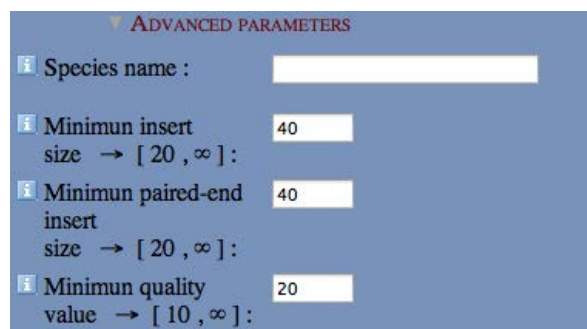 ▼ ADVANCED PARAMETERS
i Species name :
i Minimun insert 40
size → [ 20 , ∞ ] :
i Minimun paired-end 40
insert
size → [ 20 , ∞ ] :
i Minimun quality 20
value → [ 10 , ∞ ] :